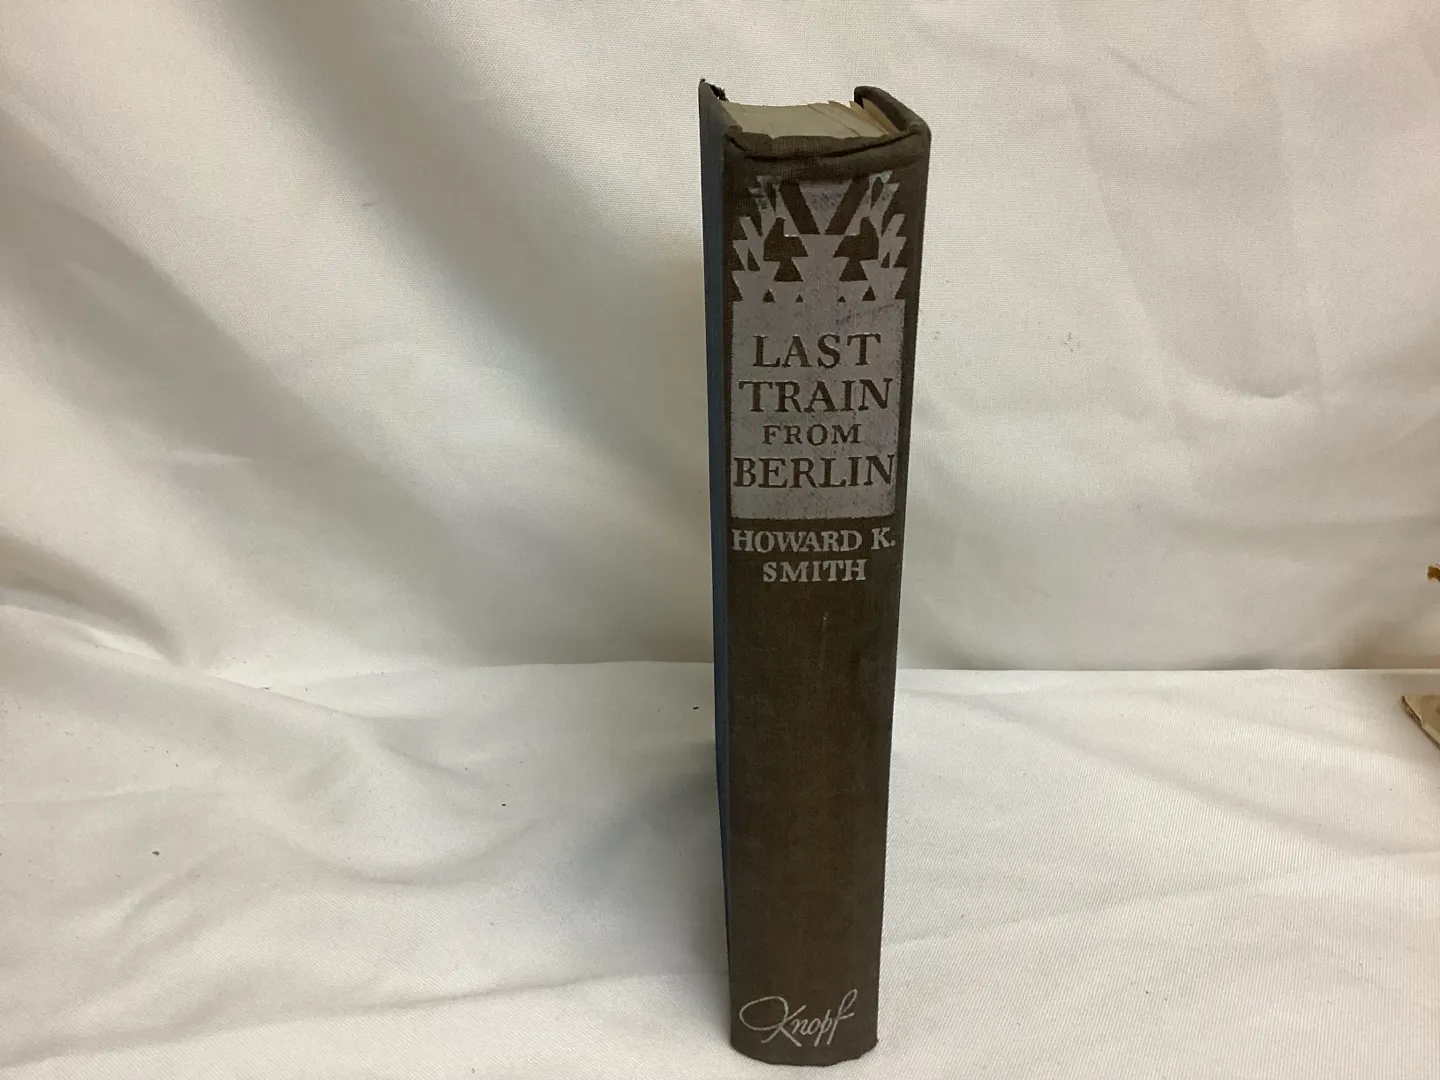 LAST
TRAIN
FROM
BERLIN
HOWARD K.
SMITH
Knopf